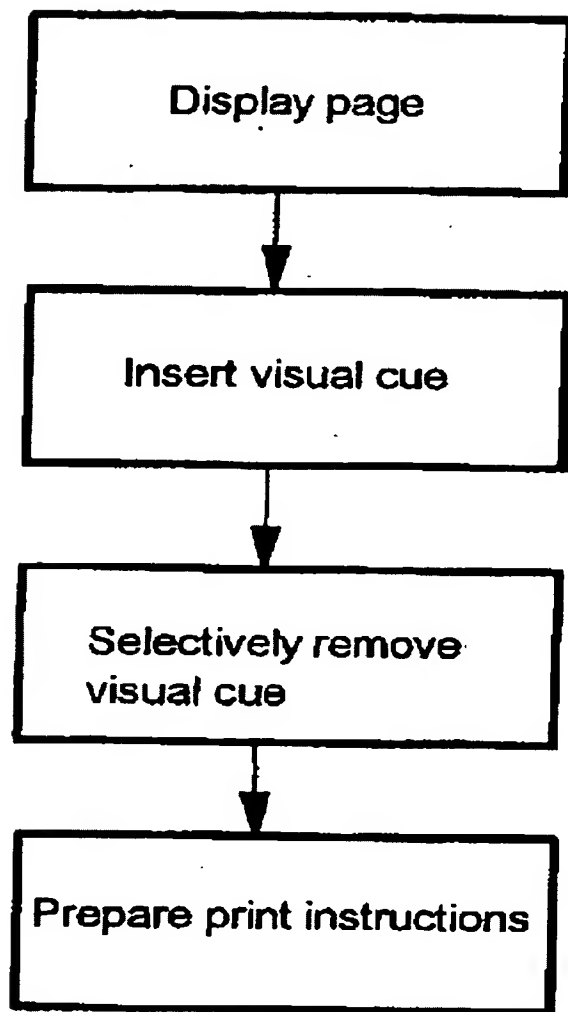 Display page
Insert visual cue
Selectively remove
visual cue
Prepare print instructions